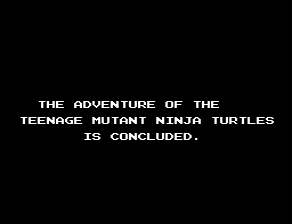 THE ADVENTURE OF THE
TEENAGE MUTANT NINJA TURTLES
IS CONCLUDED.